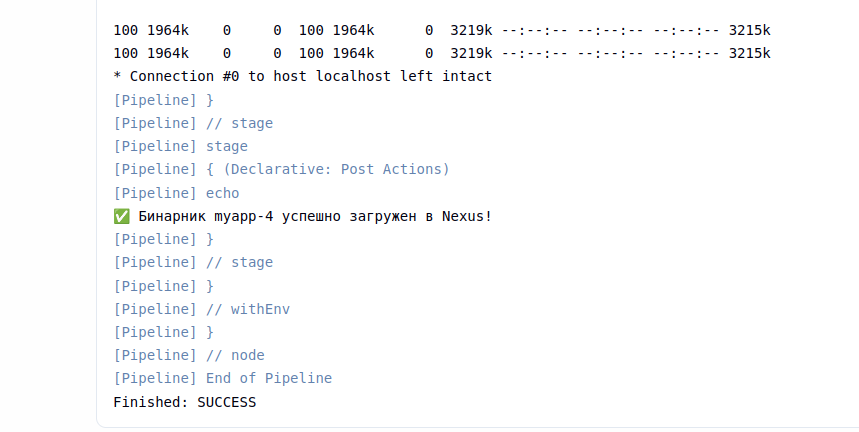 100 1964k    0     0  100 1964k      0  3219k --:--:-- --:--:-- --:--:-- 3215k
100 1964k    0     0  100 1964k      0  3219k --:--:-- --:--:-- --:--:-- 3215k
* Connection #0 to host localhost left intact
[Pipeline] }
[Pipeline] // stage
[Pipeline] stage
[Pipeline] { (Declarative: Post Actions)
[Pipeline] echo
✅ Бинарник myapp-4 успешно загружен в Nexus!
[Pipeline] }
[Pipeline] // stage
[Pipeline] }
[Pipeline] // withEnv
[Pipeline] }
[Pipeline] // node
[Pipeline] End of Pipeline
Finished: SUCCESS